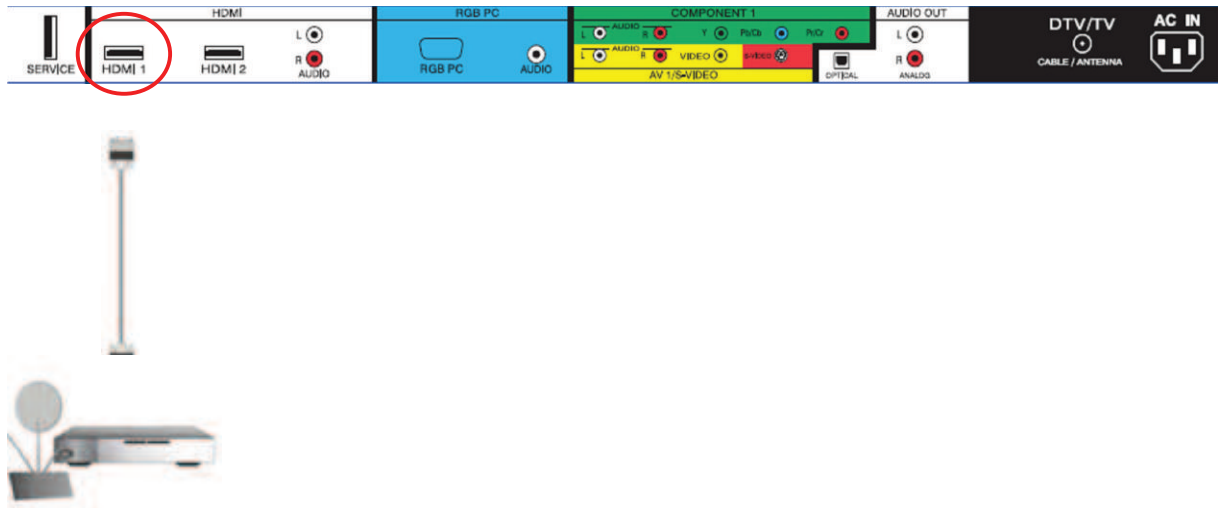 HDMI
RGB PC
COMPONENT 1
AUDIO OUT
DTV/TV
AC IN
L AUDIO R Y Pb/Cb Pr/Cr
L
L AUDIO R VIDEO S-VIDEO
R
CABLE / ANTENNA
SERVICE
HDMI 1
HDMI 2
AUDIO
RGB PC
AUDIO
AV 1/S-VIDEO
OPTICAL
L
R
ANALOG